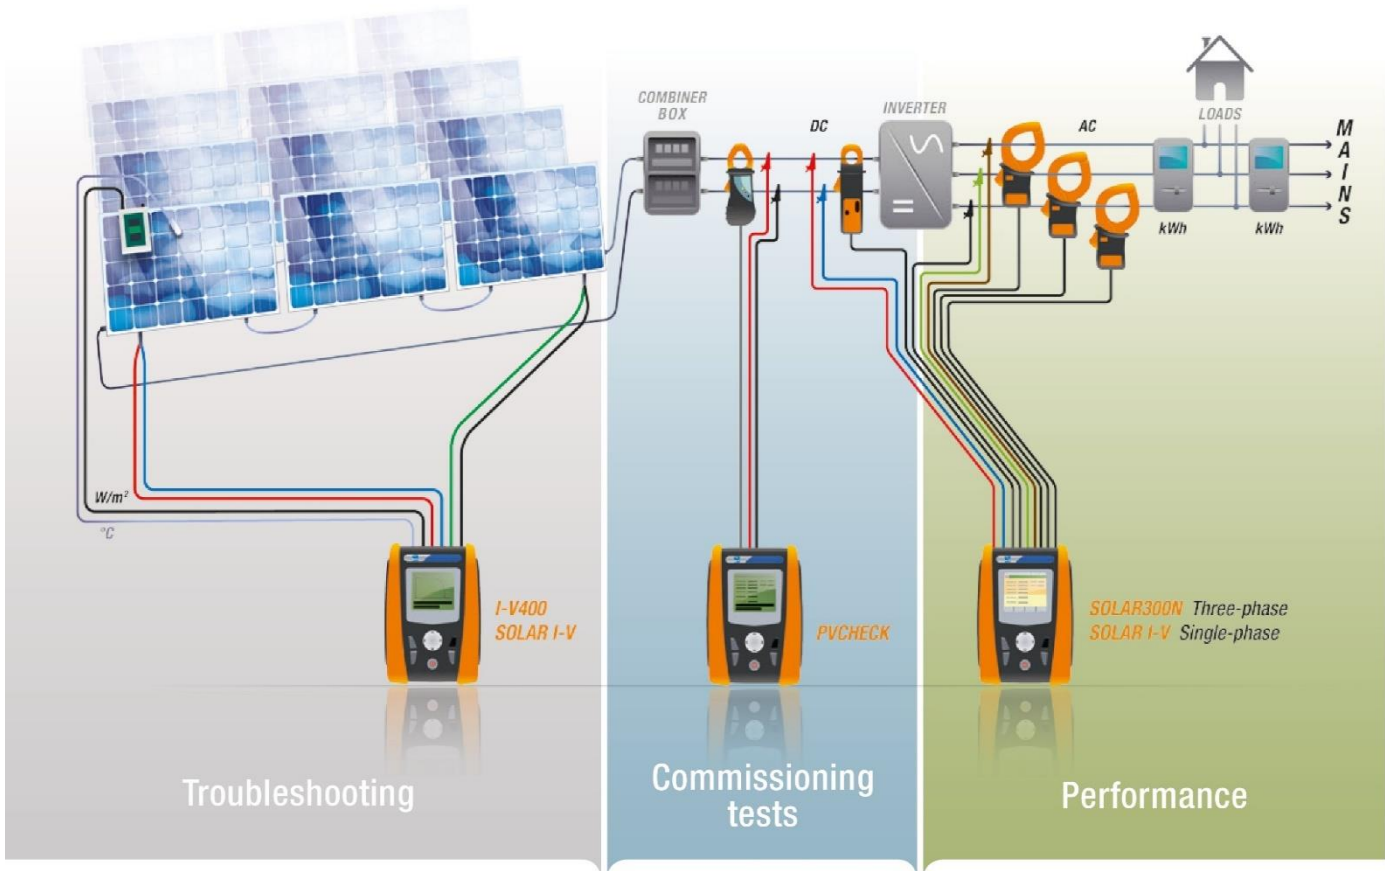 COMBINER
BOX
DC
INVERTER
AC
LOADS
MAINS
kWh
kWh
W/m²
°C
I-V400
SOLAR I-V
PVCHECK
SOLAR300N Three-phase
SOLAR I-V Single-phase
Troubleshooting
Commissioning
tests
Performance